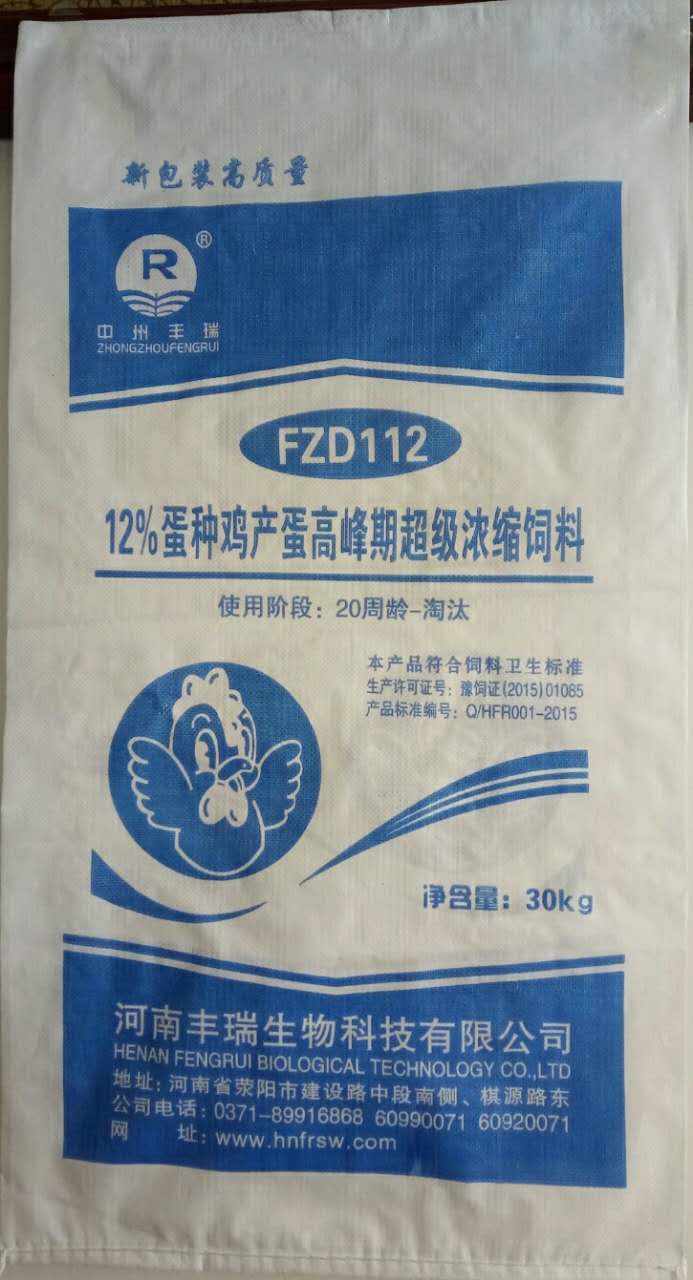 新包装高质量
R ®
中州丰瑞
ZHONGZHOUFENGRUI
FZD112
12%蛋种鸡产蛋高峰期超级浓缩饲料
使用阶段：20周龄-淘汰
本产品符合饲料卫生标准
生产许可证号：豫饲证(2015)01065
产品标准编号：Q/HFR001-2015
净含量：30kg
河南丰瑞生物科技有限公司
HENAN FENGRUI BIOLOGICAL TECHNOLOGY CO.,LTD
地址：河南省荥阳市建设路中段南侧、棋源路东
公司电话：0371-89916868 60990071 60920071
网 址：www.hnfrsw.com